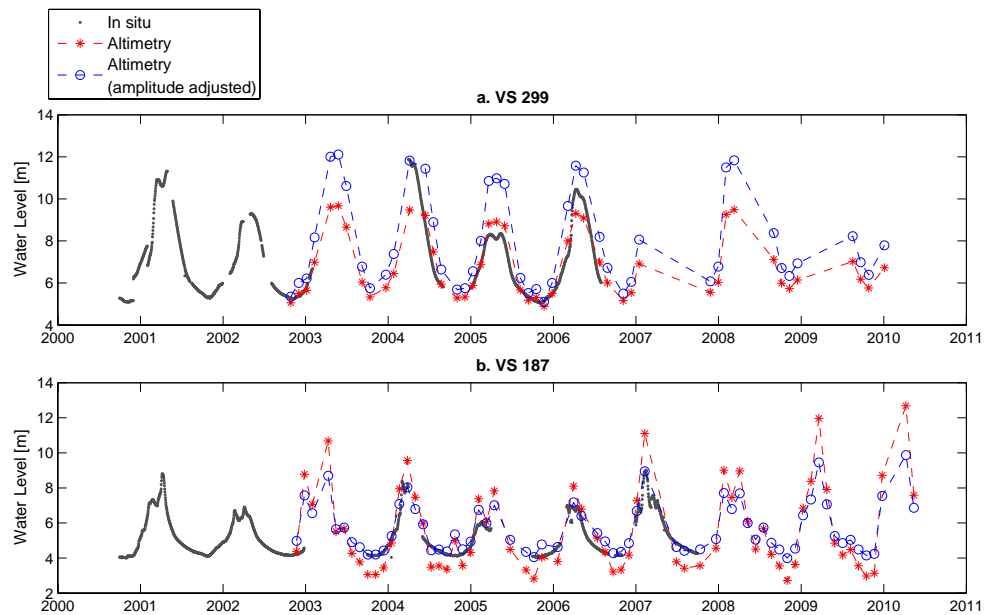 In situ
Altimetry
Altimetry
(amplitude adjusted)
a. VS 299
14
12
10
8
6
4
Water Level [m]
2000 2001 2002 2003 2004 2005 2006 2007 2008 2009 2010 2011
b. VS 187
14
12
10
8
6
4
2
Water Level [m]
2000 2001 2002 2003 2004 2005 2006 2007 2008 2009 2010 2011